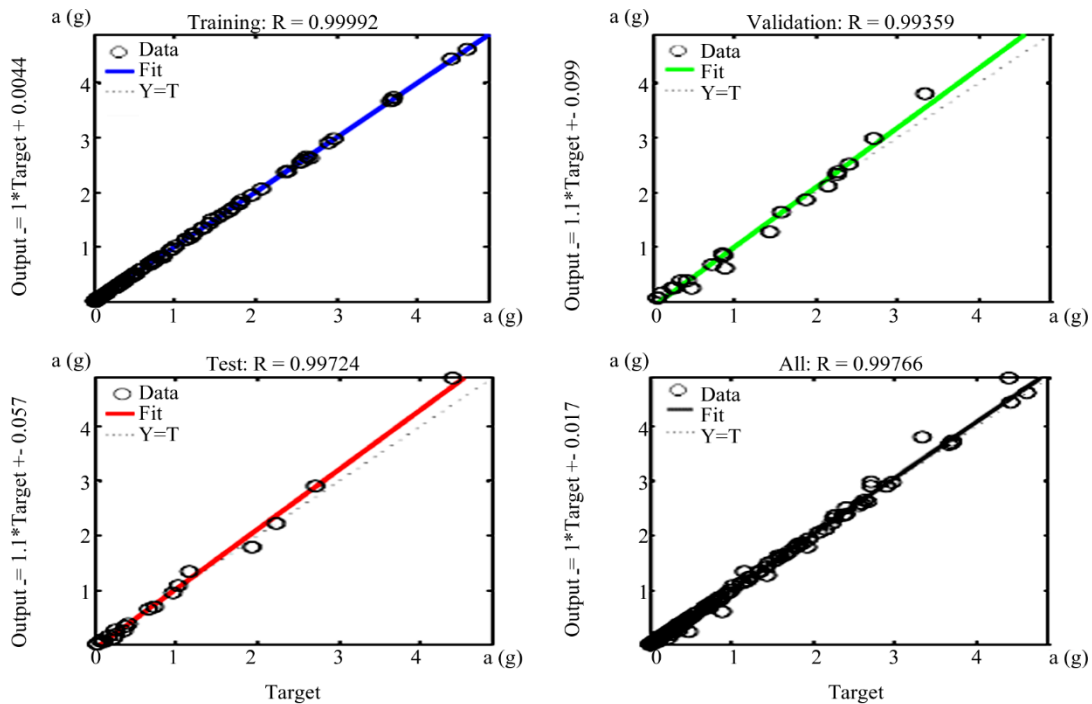 a (g)
Training: R = 0.99992
Output = 1*Target + 0.0044
Data
Fit
Y=T
4
3
2
1
0
1
2
3
4
a (g)
a (g)
Validation: R = 0.99359
Output = 1.1*Target +- 0.099
Data
Fit
Y=T
4
3
2
1
0
1
2
3
4
a (g)
a (g)
Test: R = 0.99724
Output = 1.1*Target +- 0.057
Data
Fit
Y=T
4
3
2
1
0
1
2
3
4
a (g)
Target
a (g)
All: R = 0.99766
Output = 1*Target +- 0.017
Data
Fit
Y=T
4
3
2
1
0
1
2
3
4
a (g)
Target